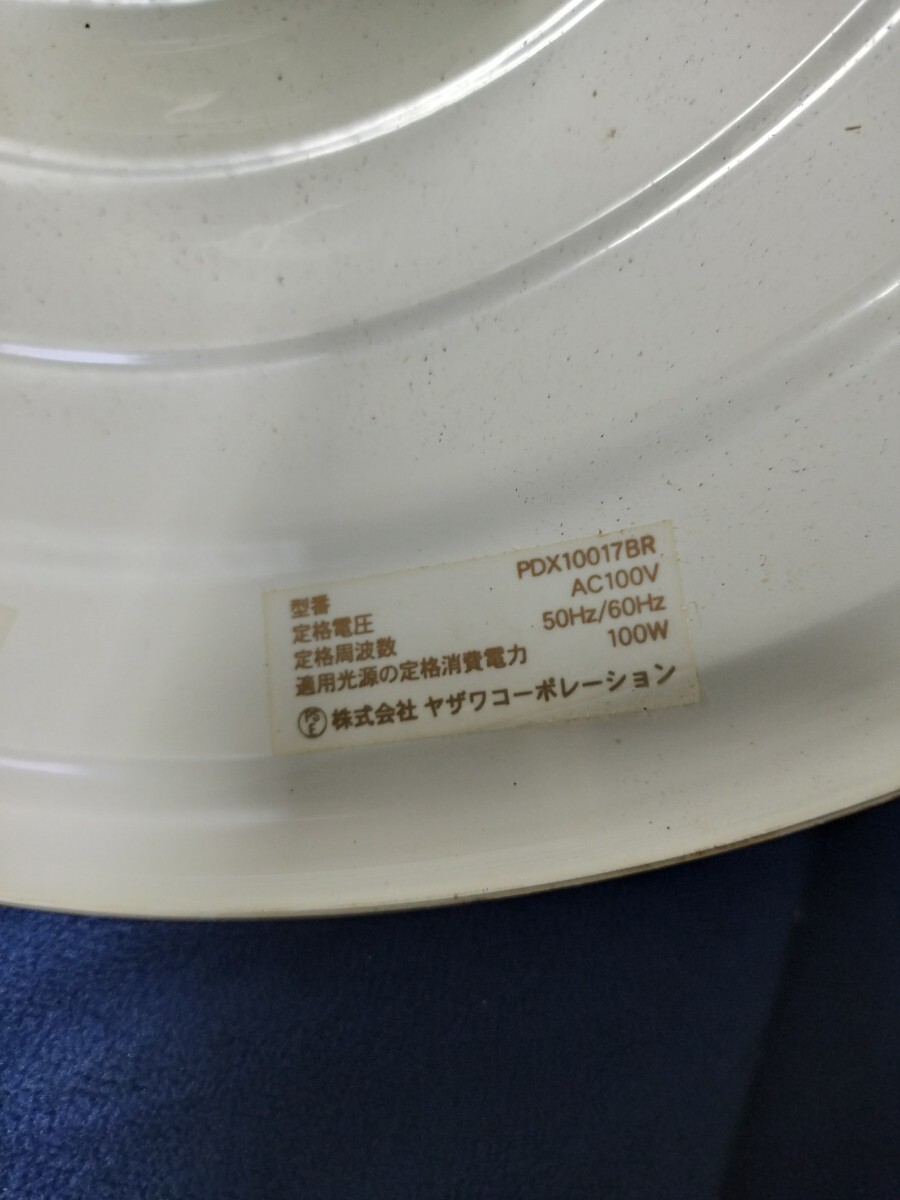 型番 PDX10017BR
定格電圧 AC100V
定格周波数 50Hz/60Hz
適用光源の定格消費電力 100W
PSE 株式会社 ヤザワコーポレーション